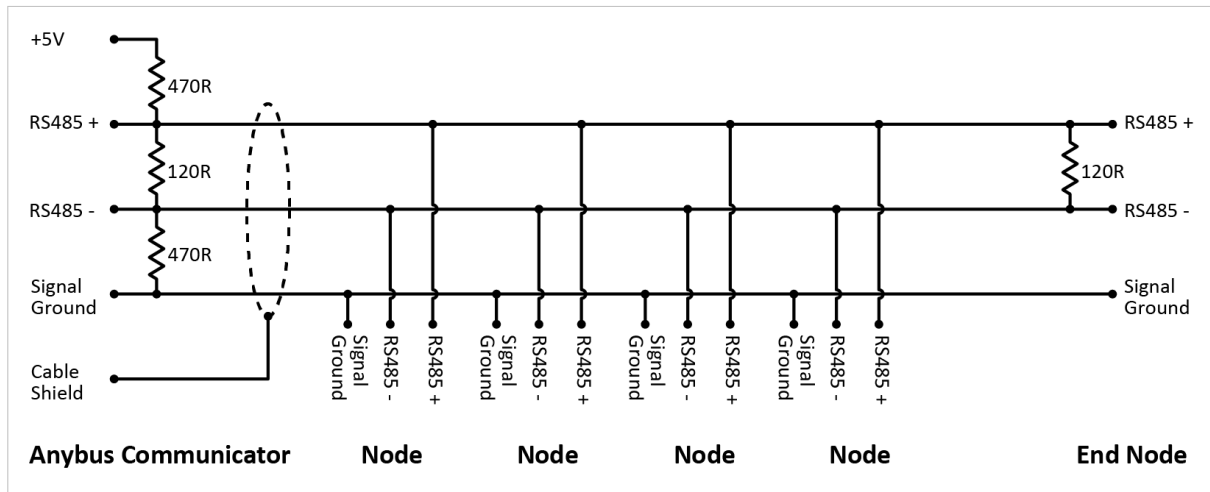 +5V
470R
RS485 +
RS485 +
120R
120R
RS485 -
RS485 -
470R
Signal
Ground
Signal
Ground
Cable
Shield
Signal
Ground
RS485 -
RS485 +
Signal
Ground
RS485 -
RS485 +
Signal
Ground
RS485 -
RS485 +
Signal
Ground
RS485 -
RS485 +
Anybus Communicator
Node
Node
Node
Node
End Node